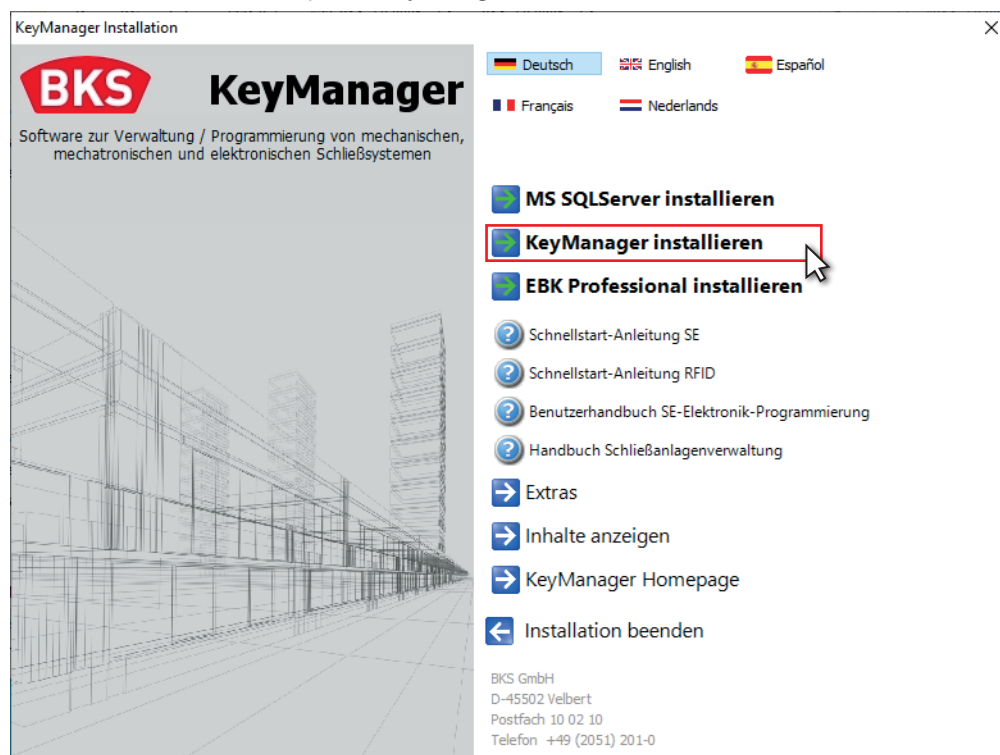 KeyManager Installation
BKS
KeyManager
Software zur Verwaltung / Programmierung von mechanischen,
mechatronischen und elektronischen Schließsystemen
Deutsch English Español
Français Nederlands
MS SQLServer installieren
KeyManager installieren
EBK Professional installieren
Schnellstart-Anleitung SE
Schnellstart-Anleitung RFID
Benutzerhandbuch SE-Elektronik-Programmierung
Handbuch Schließanlagenverwaltung
Extras
Inhalte anzeigen
KeyManager Homepage
Installation beenden
BKS GmbH
D-45502 Velbert
Postfach 10 02 10
Telefon +49 (2051) 201-0